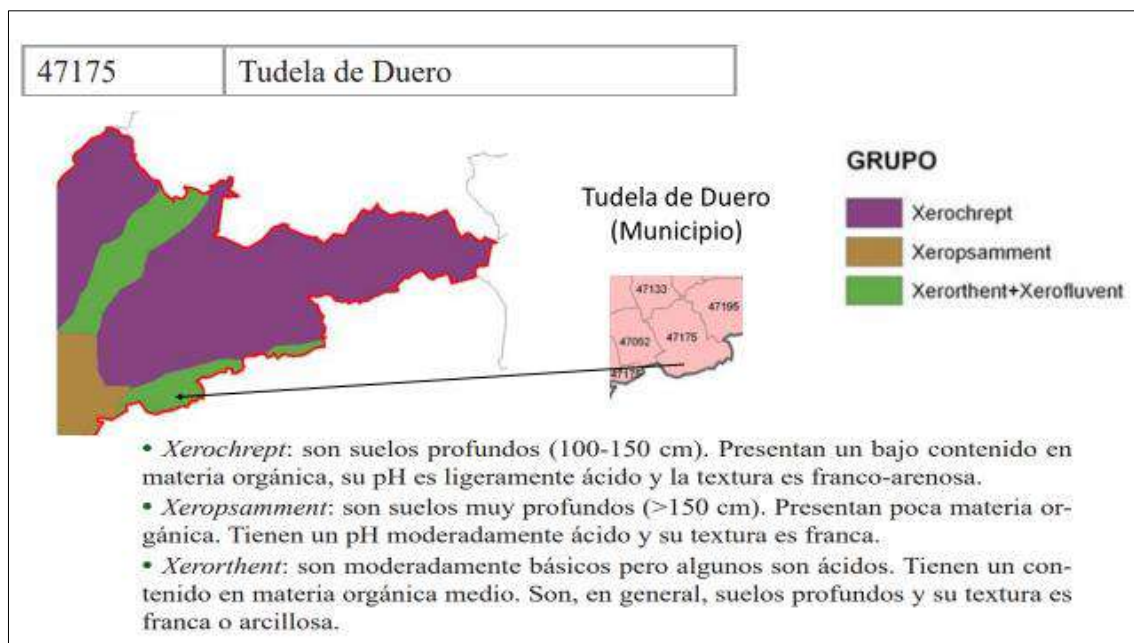 47175 Tudela de Duero
Tudela de Duero
(Municipio)
47133
47195
47175
47092
GRUPO
Xerochrept
Xeropsamment
Xerorthent+Xerofluvent
• Xerochrept: son suelos profundos (100-150 cm). Presentan un bajo contenido en
materia orgánica, su pH es ligeramente ácido y la textura es franco-arenosa.
• Xeropsamment: son suelos muy profundos (>150 cm). Presentan poca materia or-
gánica. Tienen un pH moderadamente ácido y su textura es franca.
• Xerorthent: son moderadamente básicos pero algunos son ácidos. Tienen un con-
tenido en materia orgánica medio. Son, en general, suelos profundos y su textura es
franca o arcillosa.